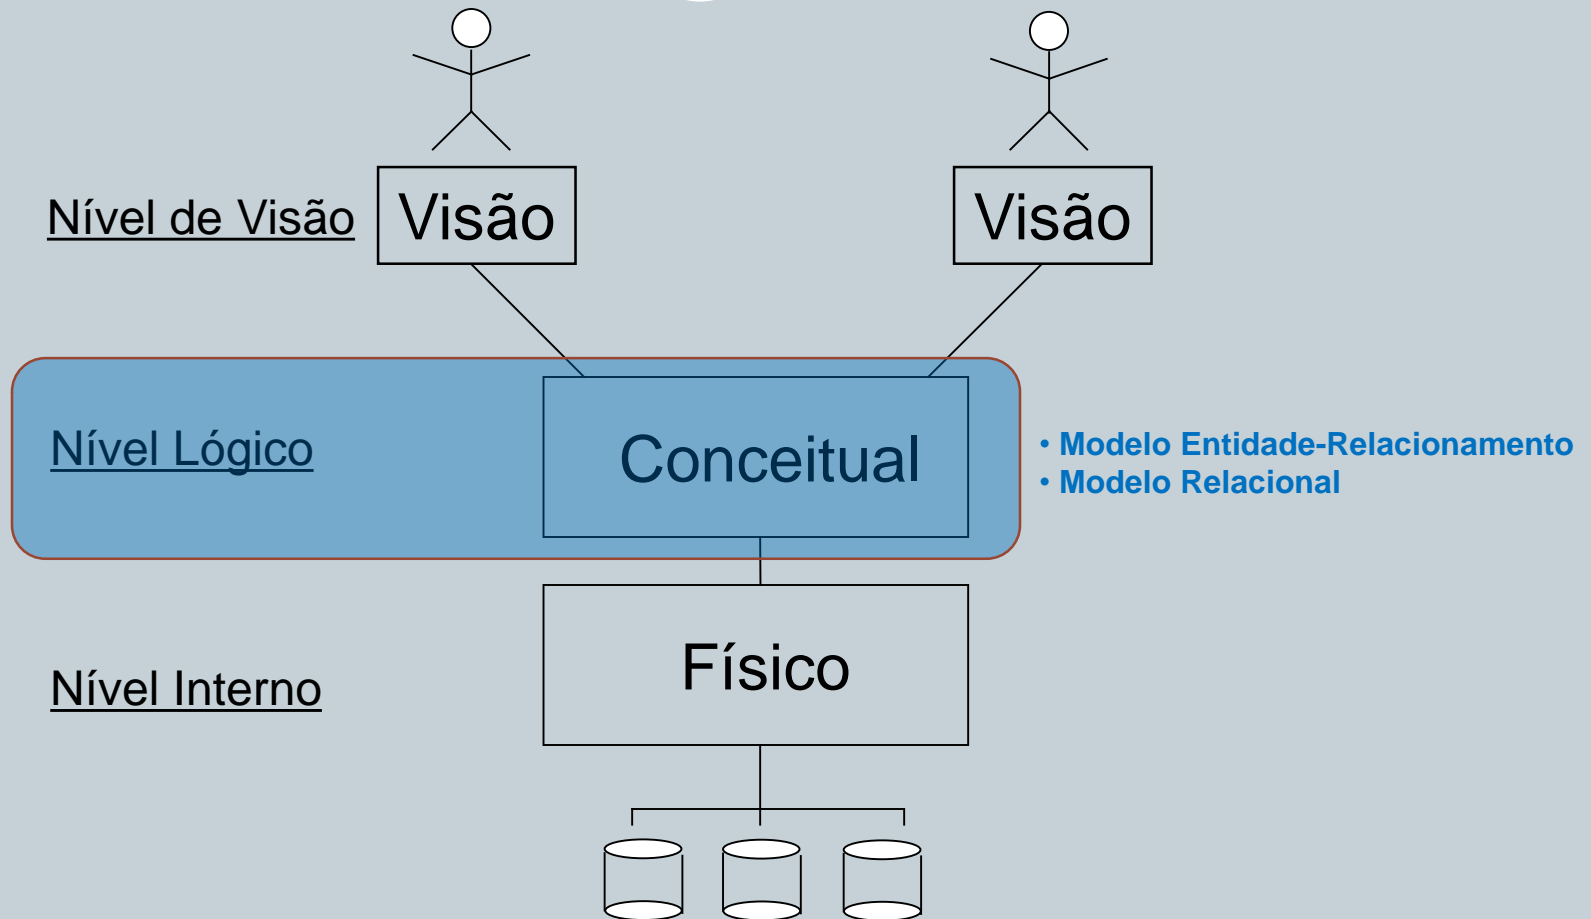 Nível de Visão
Visão
Visão
Nível Lógico
Conceitual
• Modelo Entidade-Relacionamento
• Modelo Relacional
Físico
Nível Interno